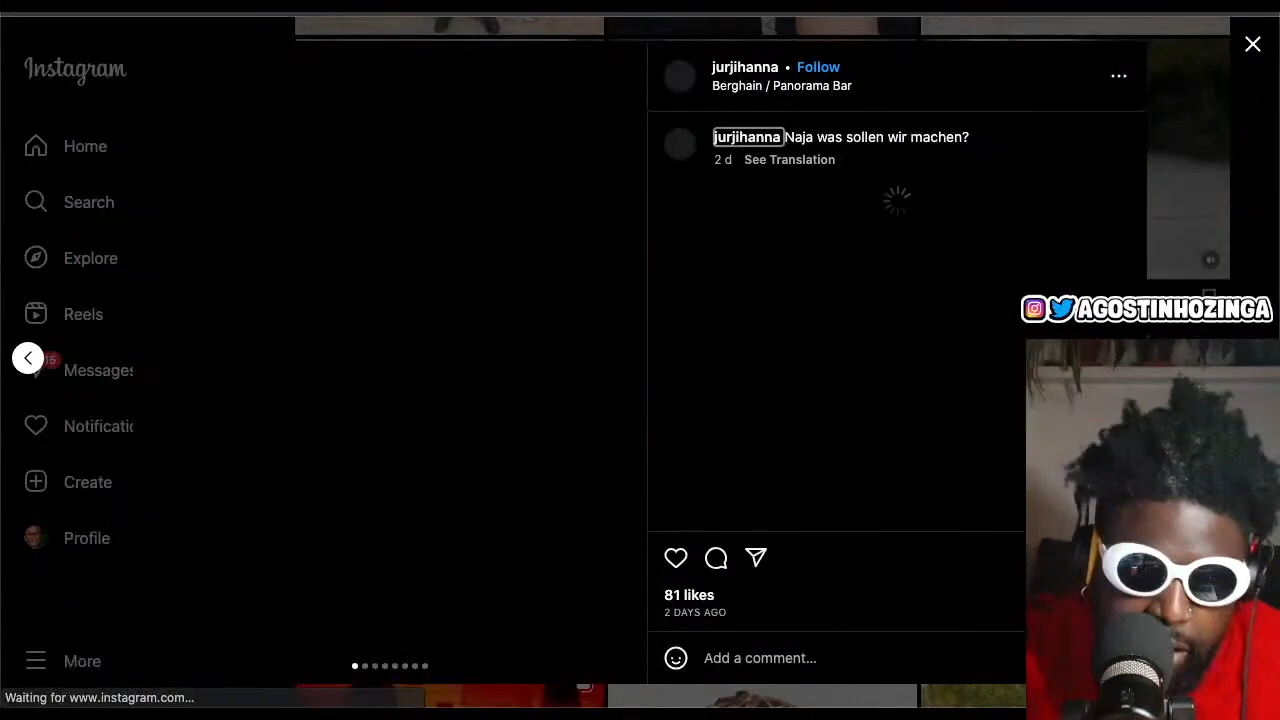 Instagram
Home
Search
Explore
Reels
Messages
Notificatio
Create
Profile
More
Waiting for www.instagram.com...
jurjihanna • Follow
Berghain / Panorama Bar
jurjihanna Naja was sollen wir machen?
2 d See Translation
81 likes
2 DAYS AGO
Add a comment...
AGOSTINHOZINGA